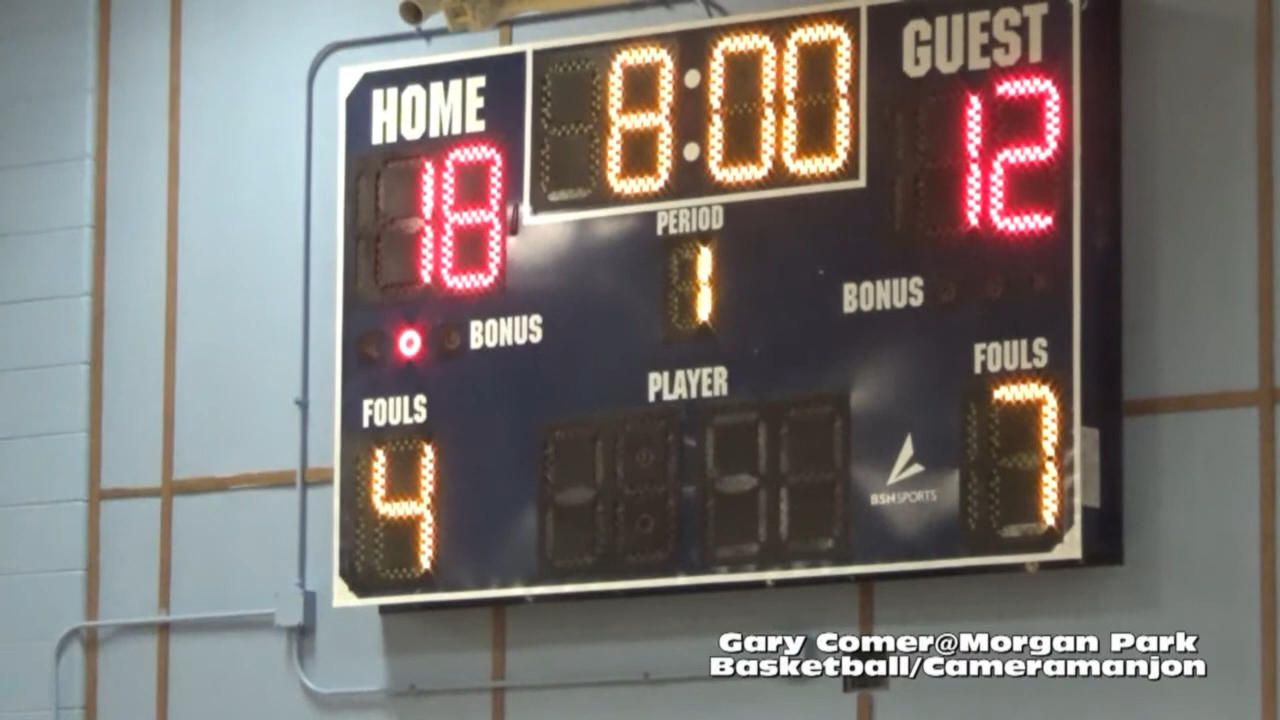 HOME
8:00
GUEST
18
12
PERIOD
1
BONUS
BONUS
FOULS
PLAYER
FOULS
4
7
BSN SPORTS
Gary Comer@Morgan Park
Basketball/Cameramanjon